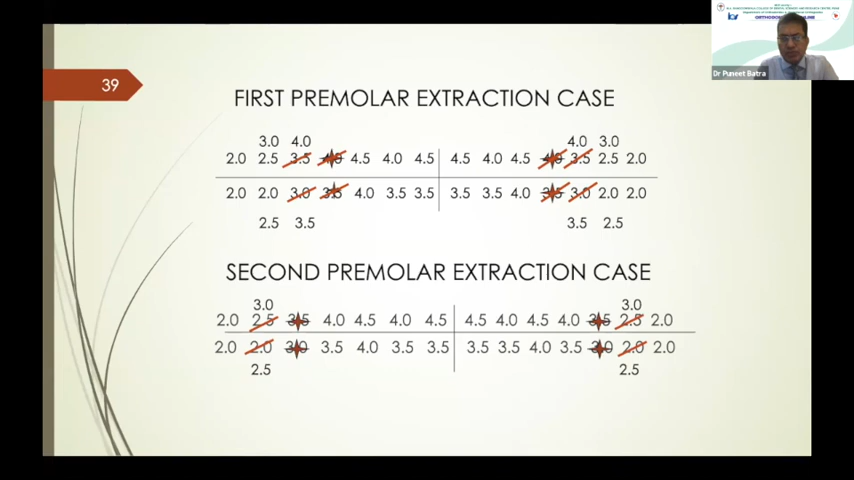 39
FIRST PREMOLAR EXTRACTION CASE
3.0 4.0 4.0 3.0
2.0 2.5 3.5 4.0 4.5 4.0 4.5 4.5 4.0 4.5 4.0 3.5 2.5 2.0
2.0 2.0 3.0 3.5 4.0 3.5 3.5 3.5 3.5 4.0 3.5 3.0 2.0 2.0
2.5 3.5 3.5 2.5
SECOND PREMOLAR EXTRACTION CASE
3.0 3.0
2.0 2.5 3.5 4.0 4.5 4.0 4.5 4.5 4.0 4.5 4.0 3.5 2.5 2.0
2.0 2.0 3.0 3.5 4.0 3.5 3.5 3.5 3.5 4.0 3.5 3.0 2.0 2.0
2.5 2.5
Dr Puneet Batra